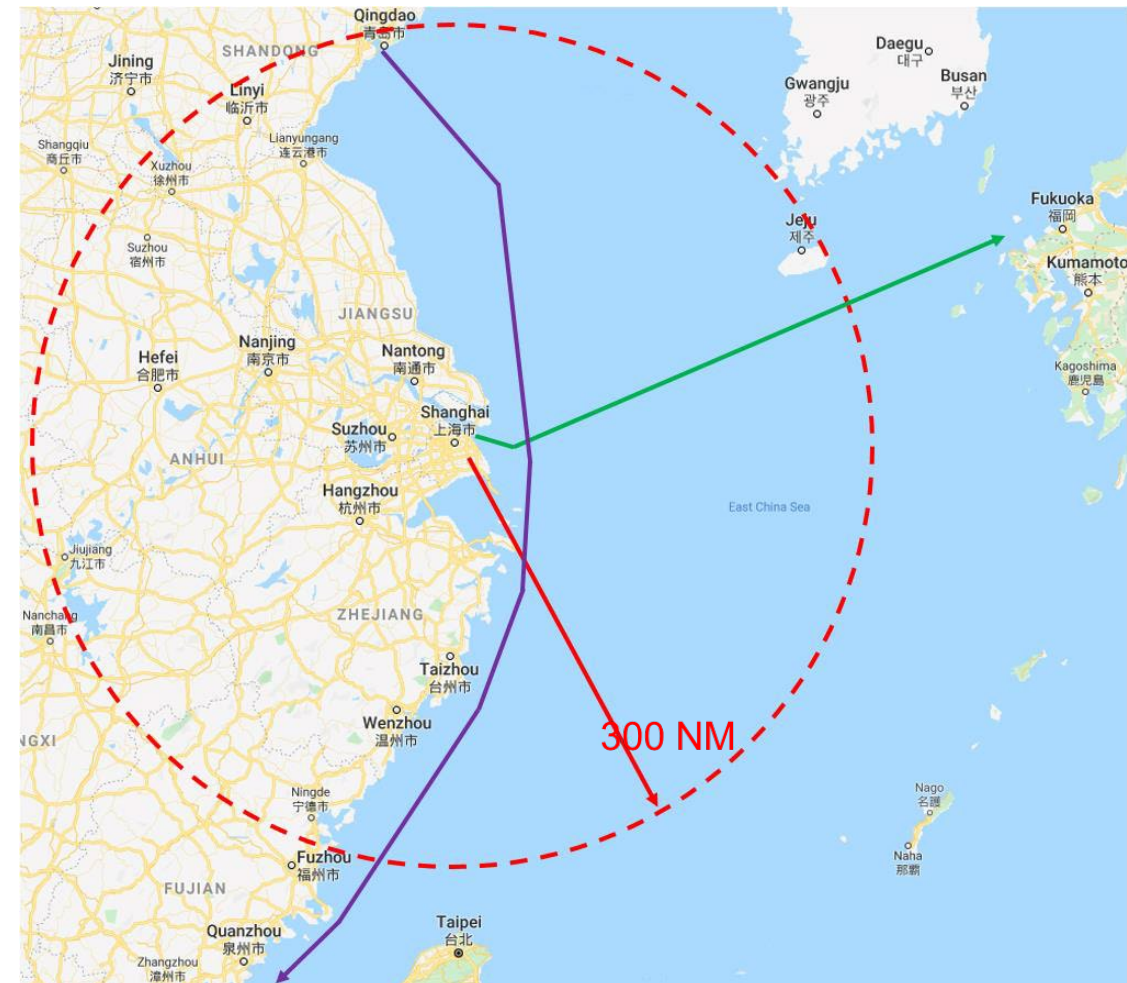 Qingdao
青岛市
SHANDONG
Jining
济宁市
Linyi
临沂市
Daegu
대구
Busan
부산
Gwangju
광주
Shangqiu
商丘市
Lianyungang
连云港市
Xuzhou
徐州市
Fukuoka
福岡
Jeju
제주
Suzhou
宿州市
Kumamoto
熊本
JIANGSU
Nanjing
南京市
Nantong
南通市
Hefei
合肥市
Kagoshima
鹿児島
Shanghai
上海市
Suzhou
苏州市
ANHUI
Hangzhou
杭州市
East China Sea
Jiujiang
九江市
Nanchang
南昌市
ZHEJIANG
Taizhou
台州市
Wenzhou
温州市
300 NM
NGXI
Ningde
宁德市
Nago
名護
Fuzhou
福州市
Naha
那覇
FUJIAN
Quanzhou
泉州市
Taipei
台北
Zhangzhou
漳州市